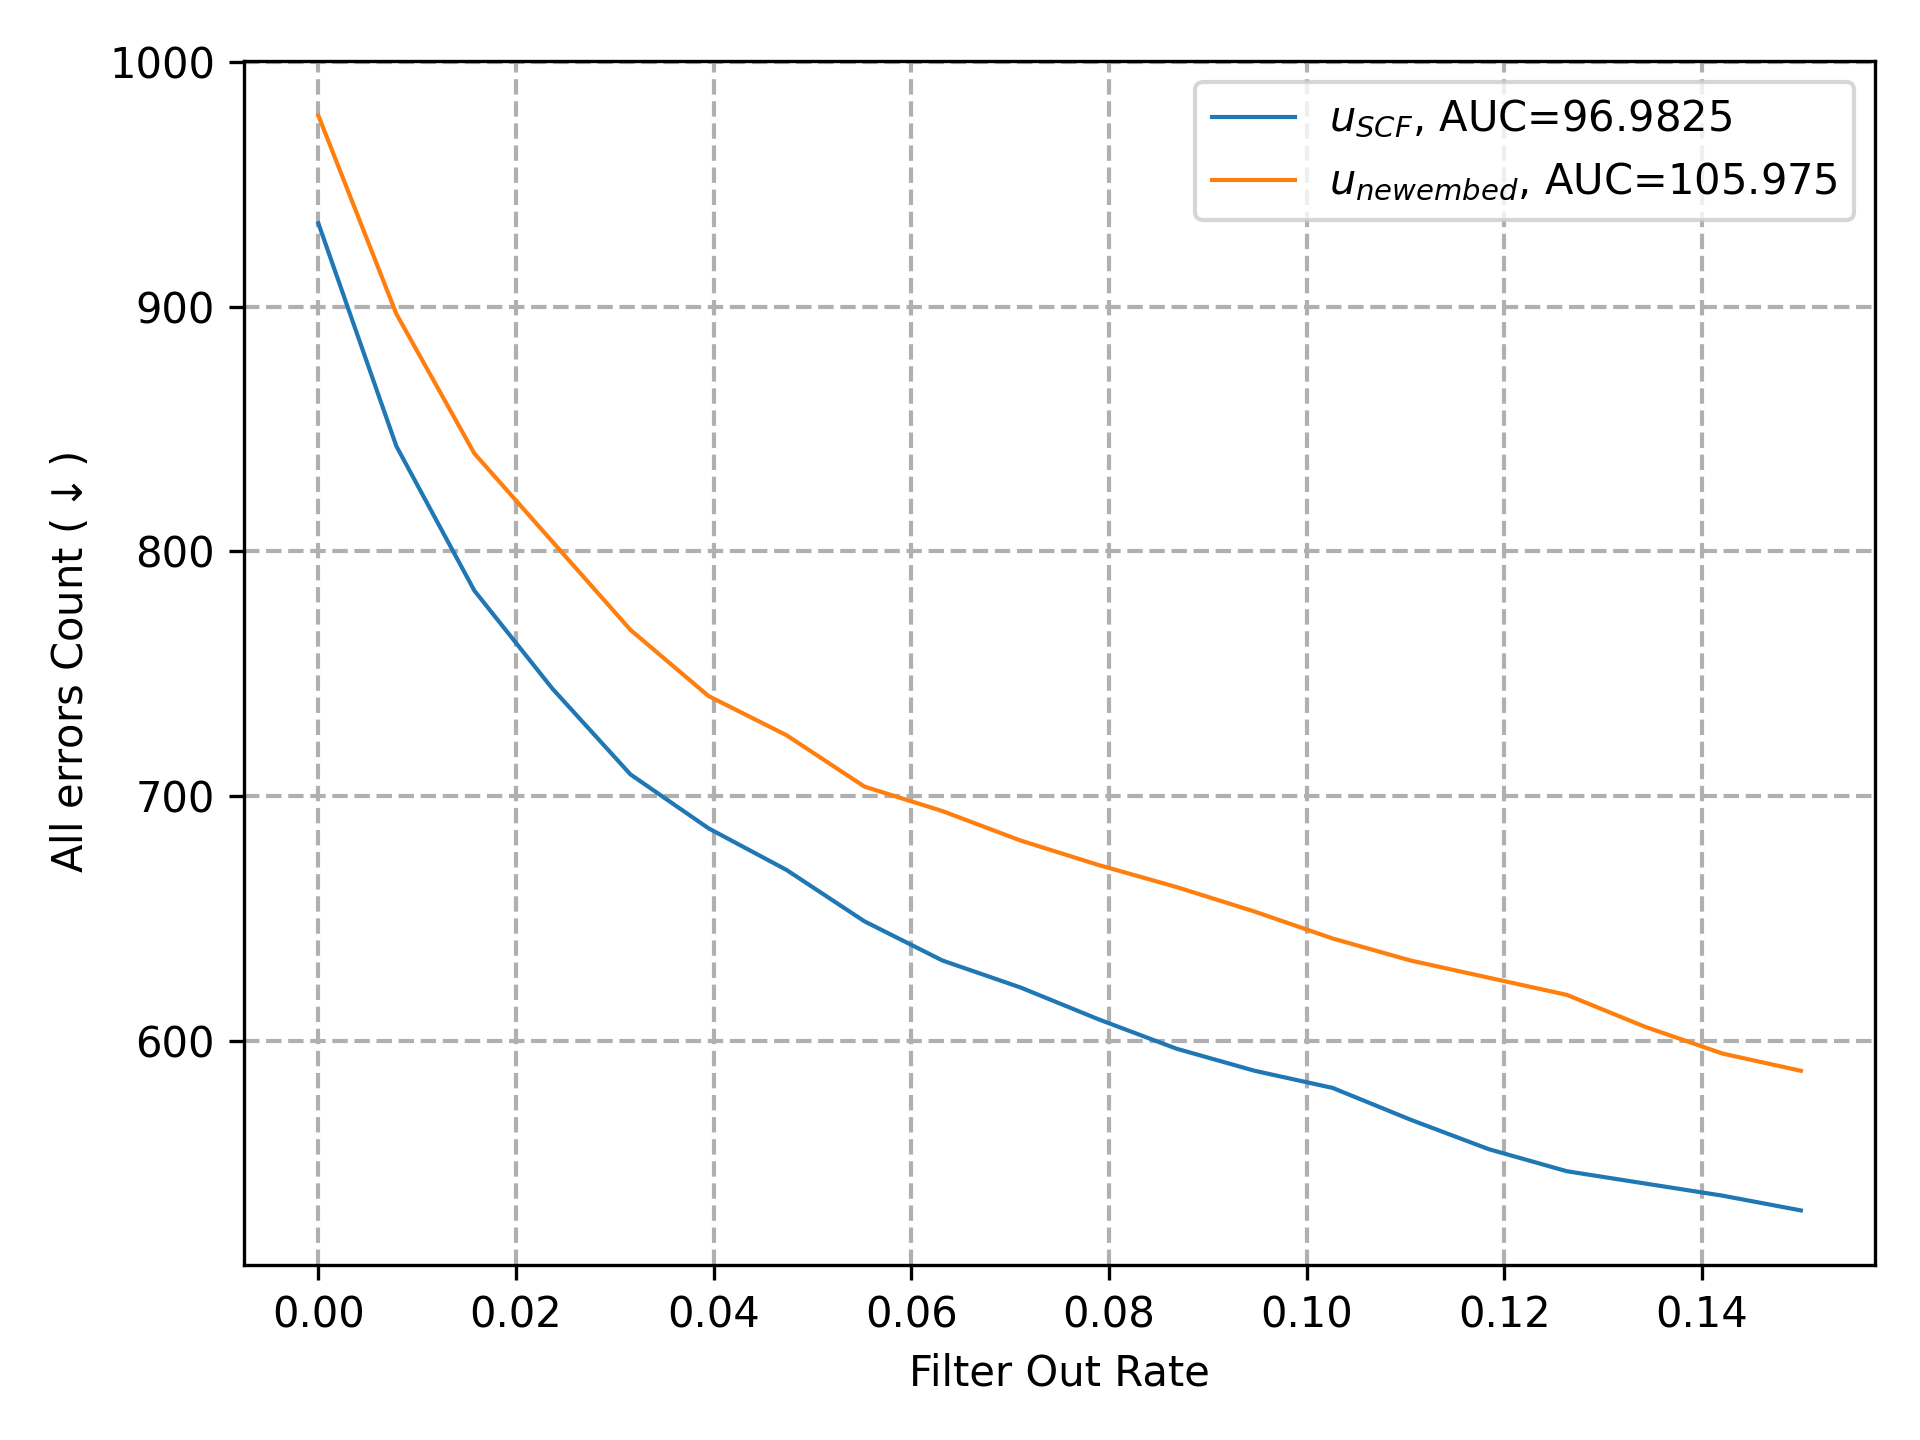 1000
900
800
700
600
All errors Count (↓)
u_SCF, AUC=96.9825
u_newembed, AUC=105.975
0.00 0.02 0.04 0.06 0.08 0.10 0.12 0.14
Filter Out Rate